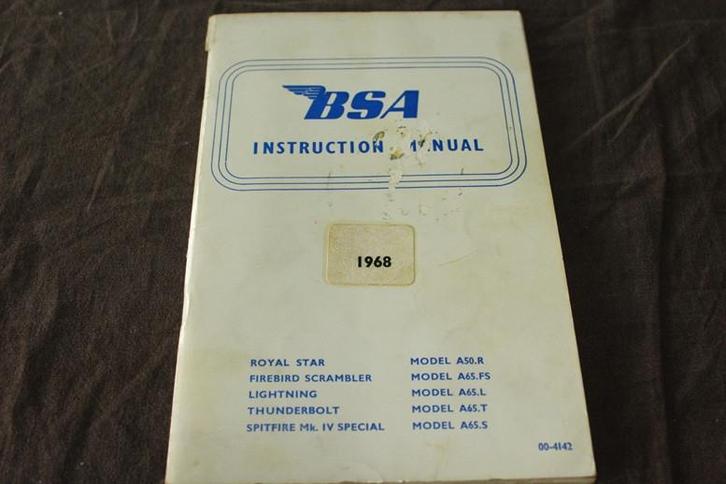 BSA
INSTRUCTION MANUAL
1968
ROYAL STAR MODEL A50.R
FIREBIRD SCRAMBLER MODEL A65.FS
LIGHTNING MODEL A65.L
THUNDERBOLT MODEL A65.T
SPITFIRE Mk. IV SPECIAL MODEL A65.S
00-4142